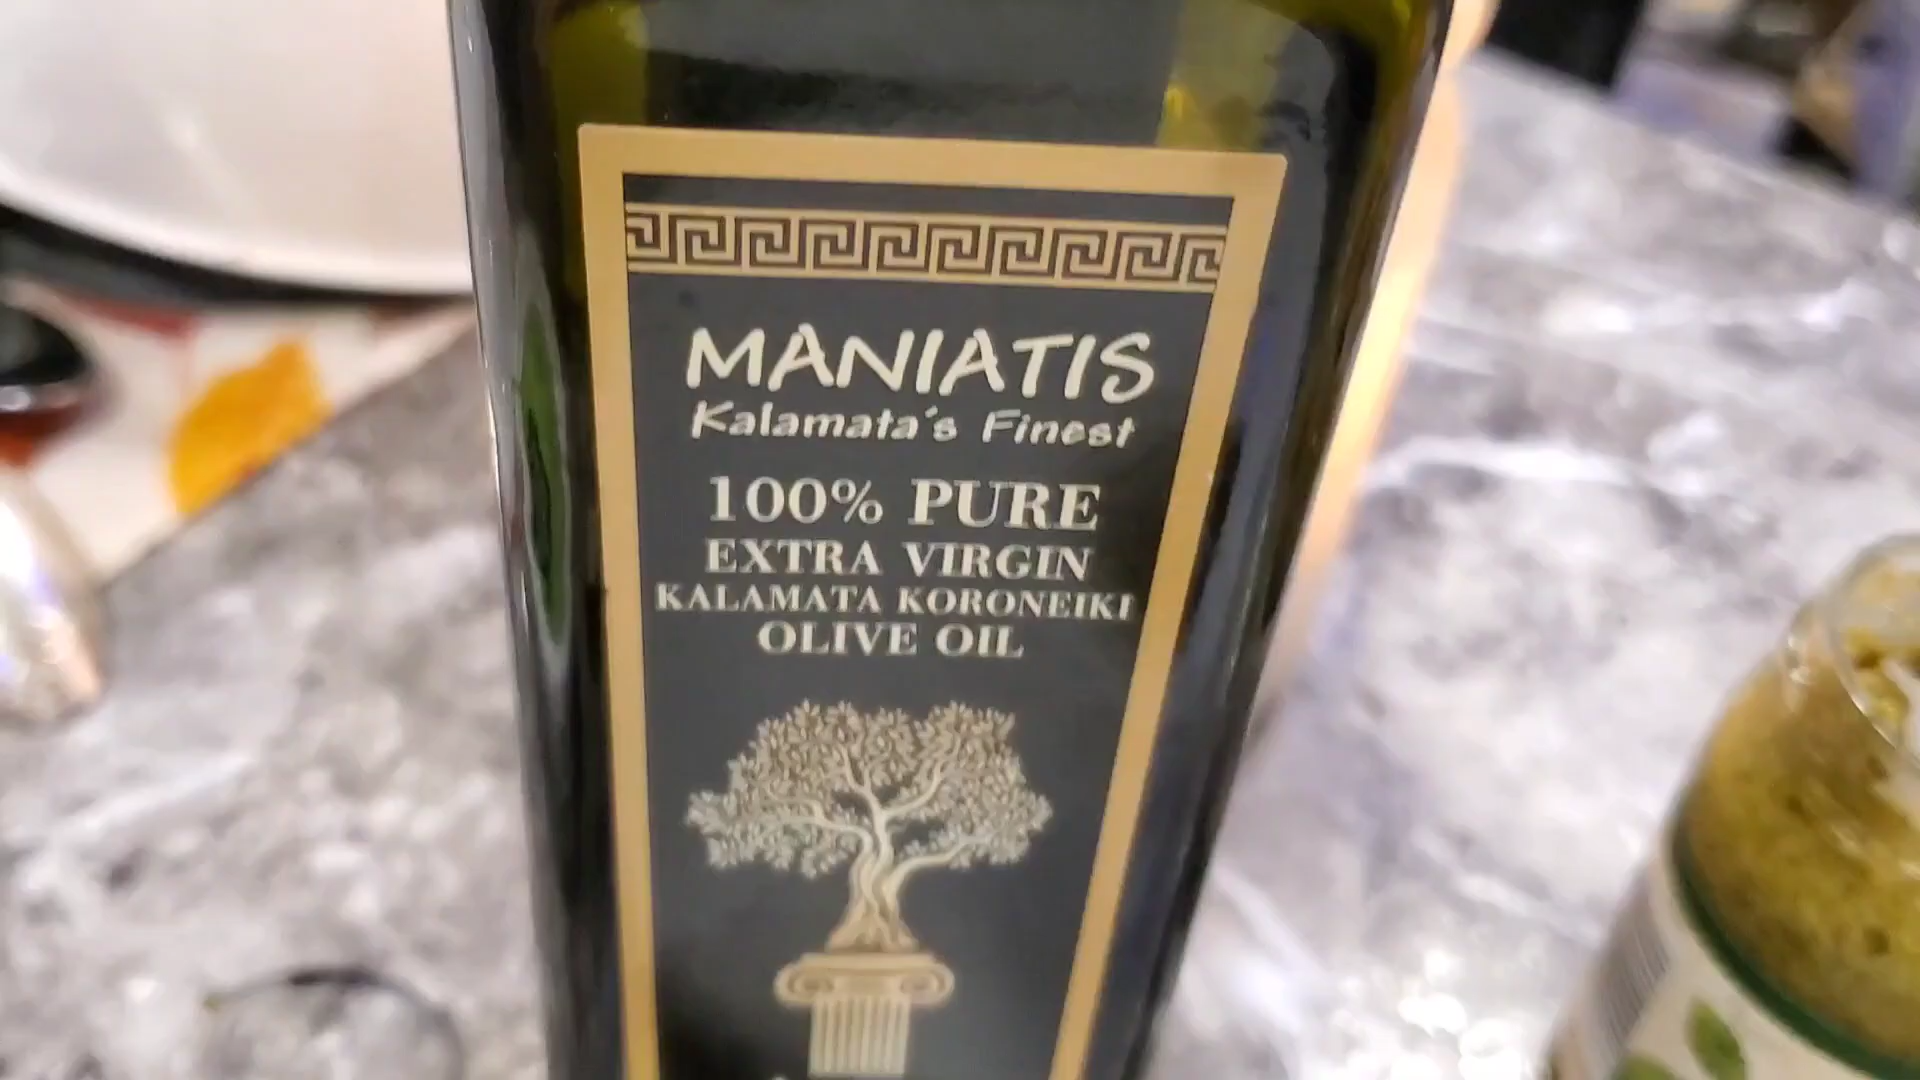 MANIATIS
Kalamata's Finest
100% PURE
EXTRA VIRGIN
KALAMATA KORONEIKI
OLIVE OIL